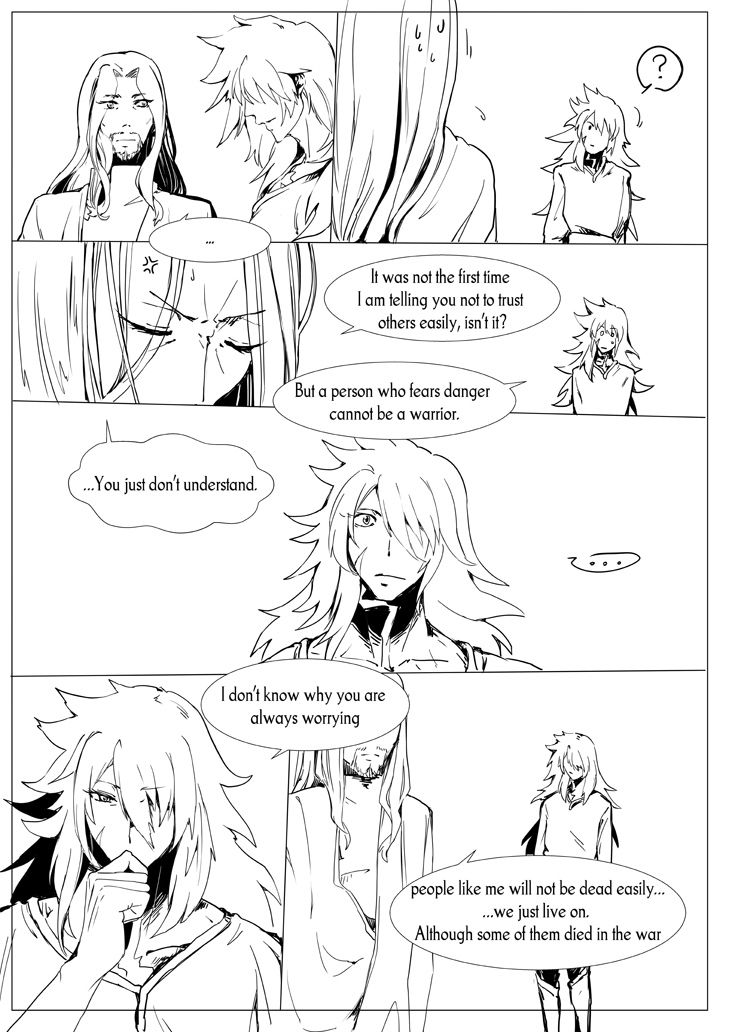 ?
...
It was not the first time
I am telling you not to trust
others easily, isn't it?
But a person who fears danger
cannot be a warrior.
...You just don't understand.
...
I don't know why you are
always worrying
people like me will not be dead easily...
...we just live on.
Although some of them died in the war